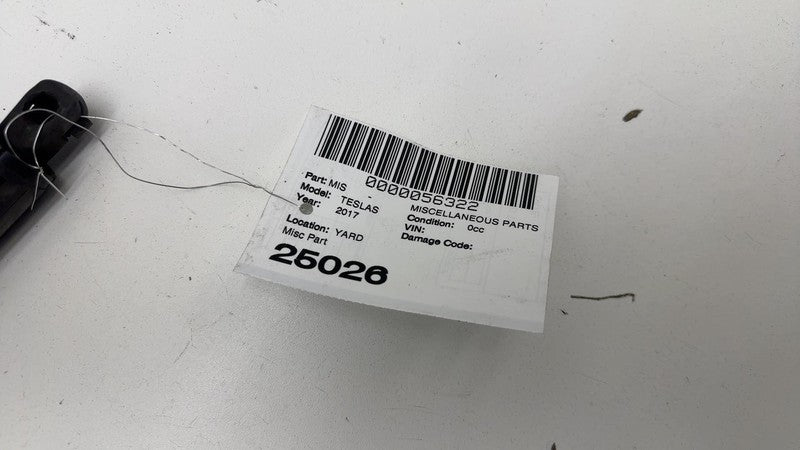 0000056322
Part: MIS - MISCELLANEOUS PARTS
Model: TESLAS Condition: 0cc
Year: 2017 VIN:
Damage Code:
Location: YARD
Misc Part
25026